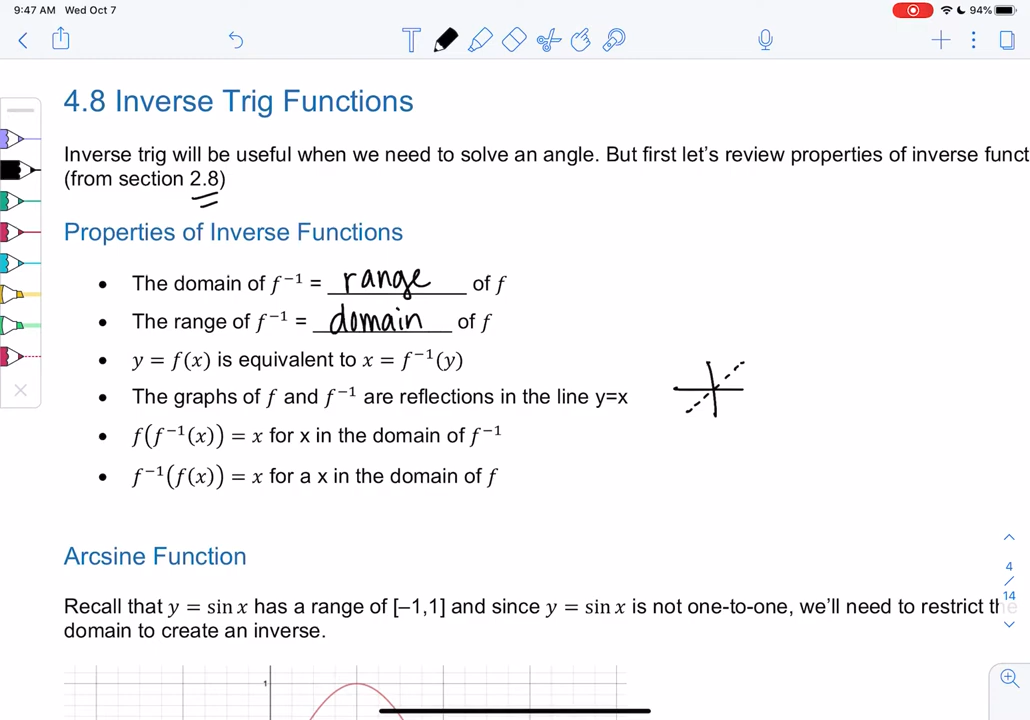 9:47 AM Wed Oct 7
94%
4.8 Inverse Trig Functions
Inverse trig will be useful when we need to solve an angle. But first let's review properties of inverse funct
(from section 2.8)
Properties of Inverse Functions
• The domain of f⁻¹ = range of f
• The range of f⁻¹ = domain of f
• y = f(x) is equivalent to x = f⁻¹(y)
• The graphs of f and f⁻¹ are reflections in the line y=x
• f(f⁻¹(x)) = x for x in the domain of f⁻¹
• f⁻¹(f(x)) = x for a x in the domain of f
Arcsine Function
4
/
14
Recall that y = sin x has a range of [–1,1] and since y = sin x is not one-to-one, we'll need to restrict the
domain to create an inverse.
1